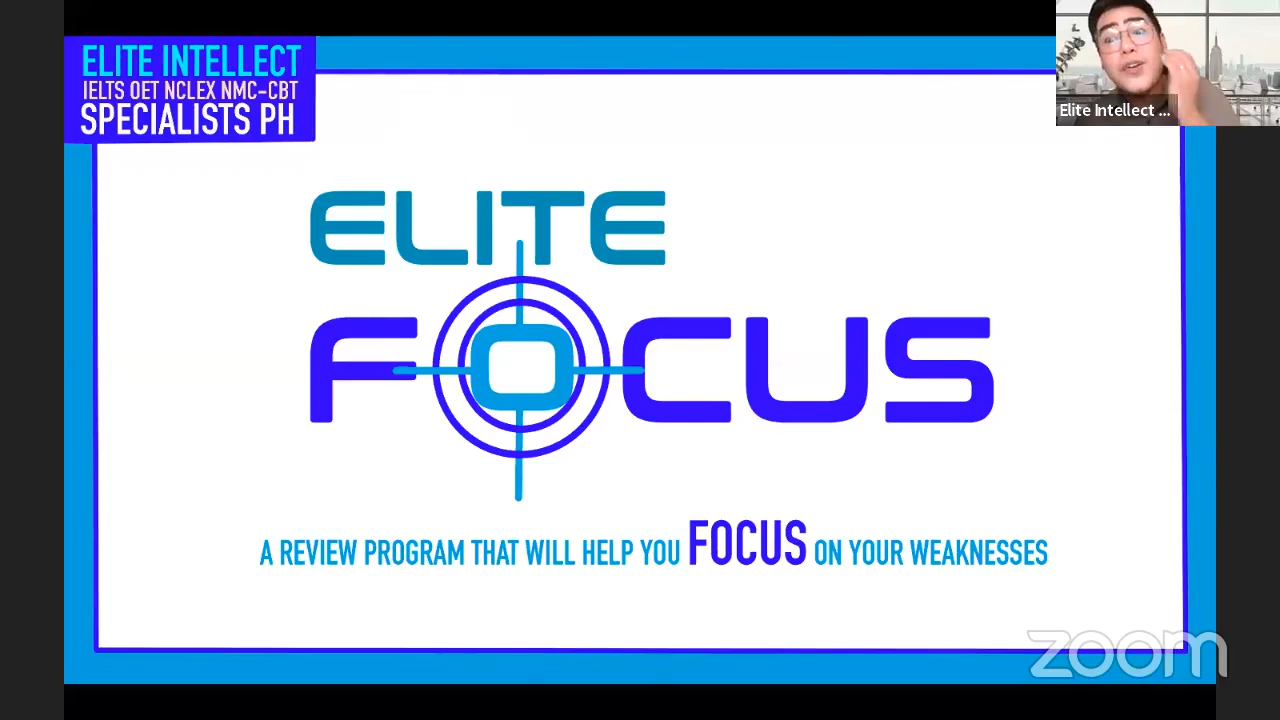 ELITE INTELLECT
IELTS OET NCLEX NMC-CBT
SPECIALISTS PH
Elite Intellect ...
ELITE
FOCUS
A REVIEW PROGRAM THAT WILL HELP YOU FOCUS ON YOUR WEAKNESSES
zoom